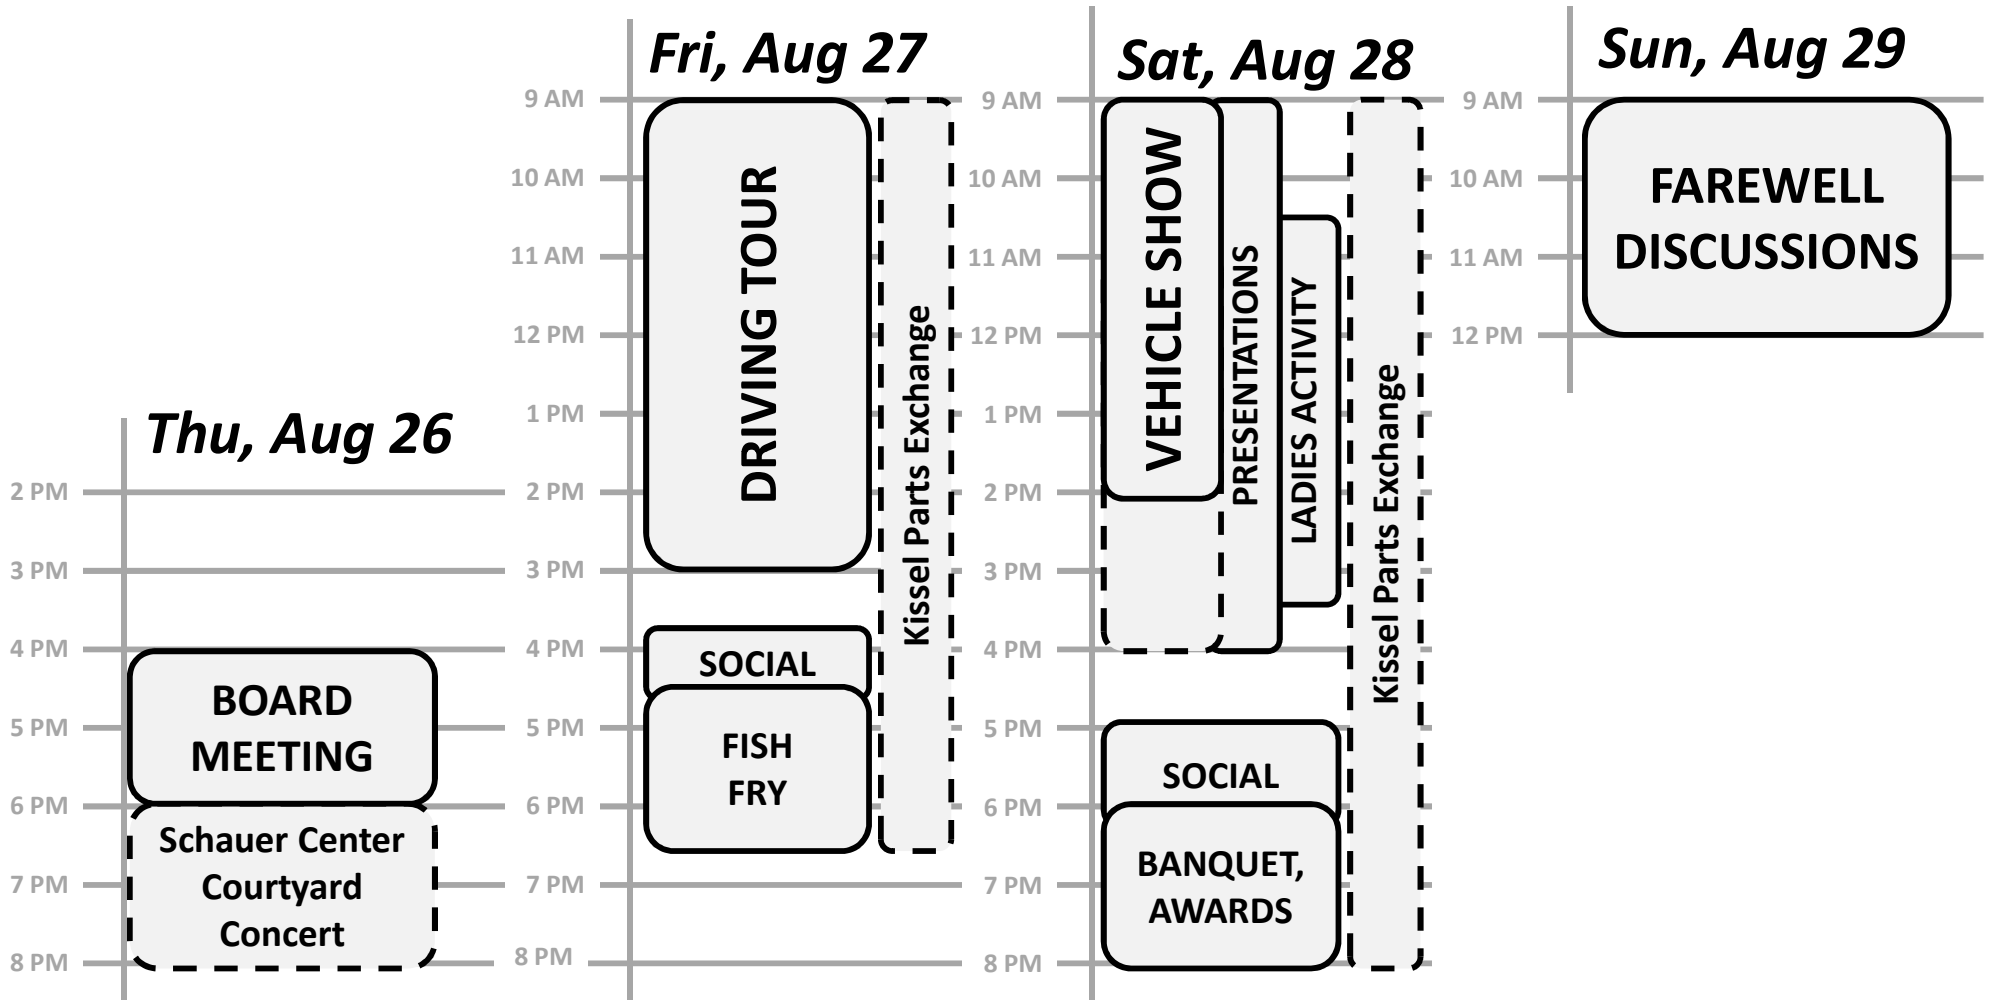 Thu, Aug 26
2 PM
3 PM
4 PM
5 PM
6 PM
7 PM
8 PM
BOARD
MEETING
Schauer Center
Courtyard
Concert
Fri, Aug 27
9 AM
10 AM
11 AM
12 PM
1 PM
2 PM
3 PM
4 PM
5 PM
6 PM
7 PM
8 PM
DRIVING TOUR
SOCIAL
FISH
FRY
Kissel Parts Exchange
Sat, Aug 28
9 AM
10 AM
11 AM
12 PM
1 PM
2 PM
3 PM
4 PM
5 PM
6 PM
7 PM
8 PM
VEHICLE SHOW
PRESENTATIONS
LADIES ACTIVITY
SOCIAL
BANQUET,
AWARDS
Kissel Parts Exchange
Sun, Aug 29
9 AM
10 AM
11 AM
12 PM
FAREWELL
DISCUSSIONS